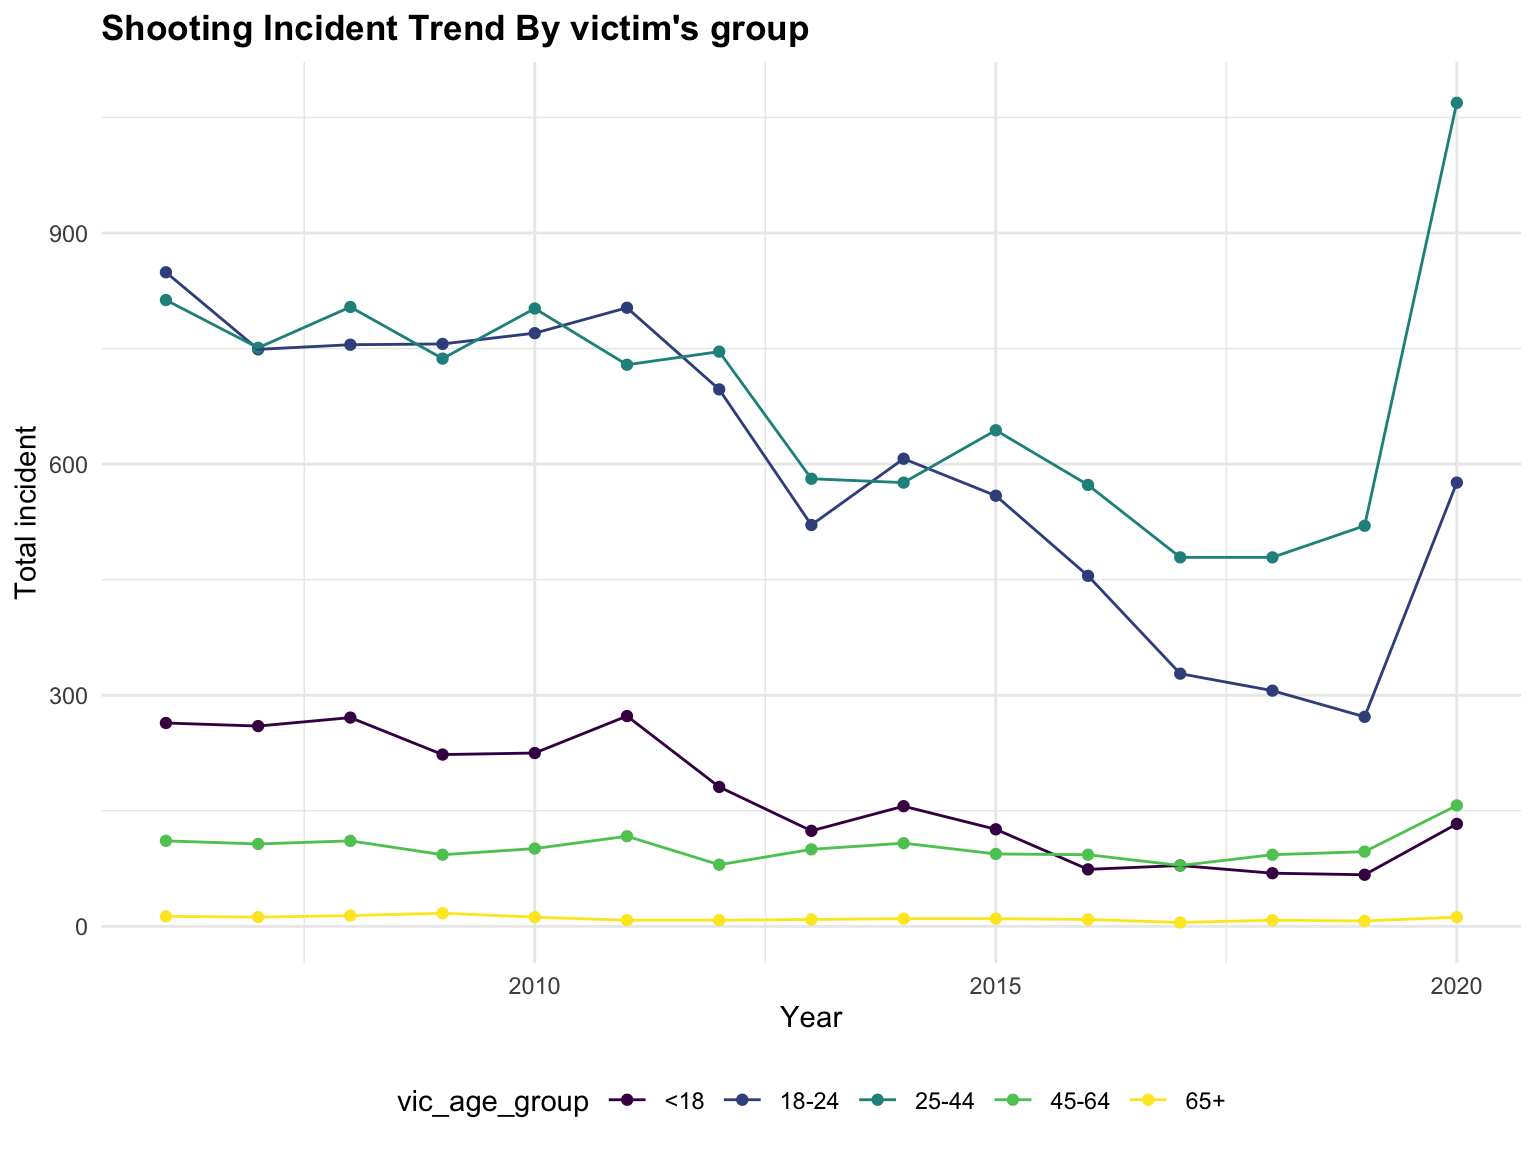 Shooting Incident Trend By victim's group
900
600
300
0
Total incident
2010
2015
2020
Year
vic_age_group <18 18-24 25-44 45-64 65+